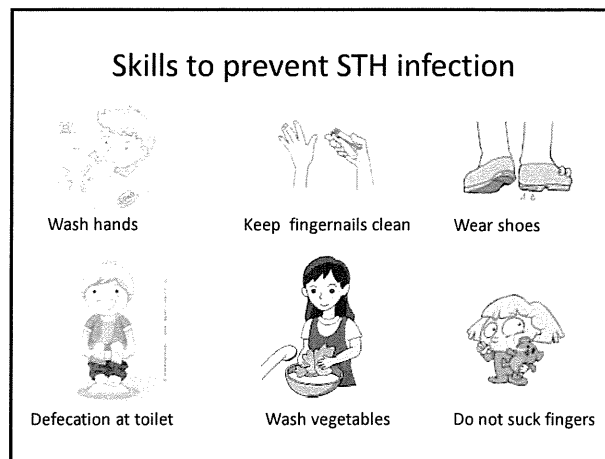 Skills to prevent STH infection
Wash hands
Keep fingernails clean
Wear shoes
Defecation at toilet
Wash vegetables
Do not suck fingers